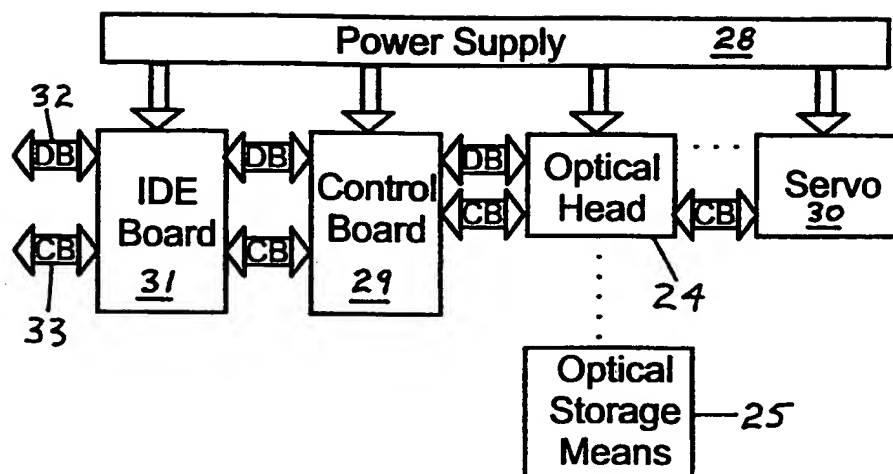 Power Supply 28
32
DB DB DB
IDE Board 31
Control Board 29
Optical Head
Servo 30
CB CB CB CB
33
24
Optical Storage Means
25